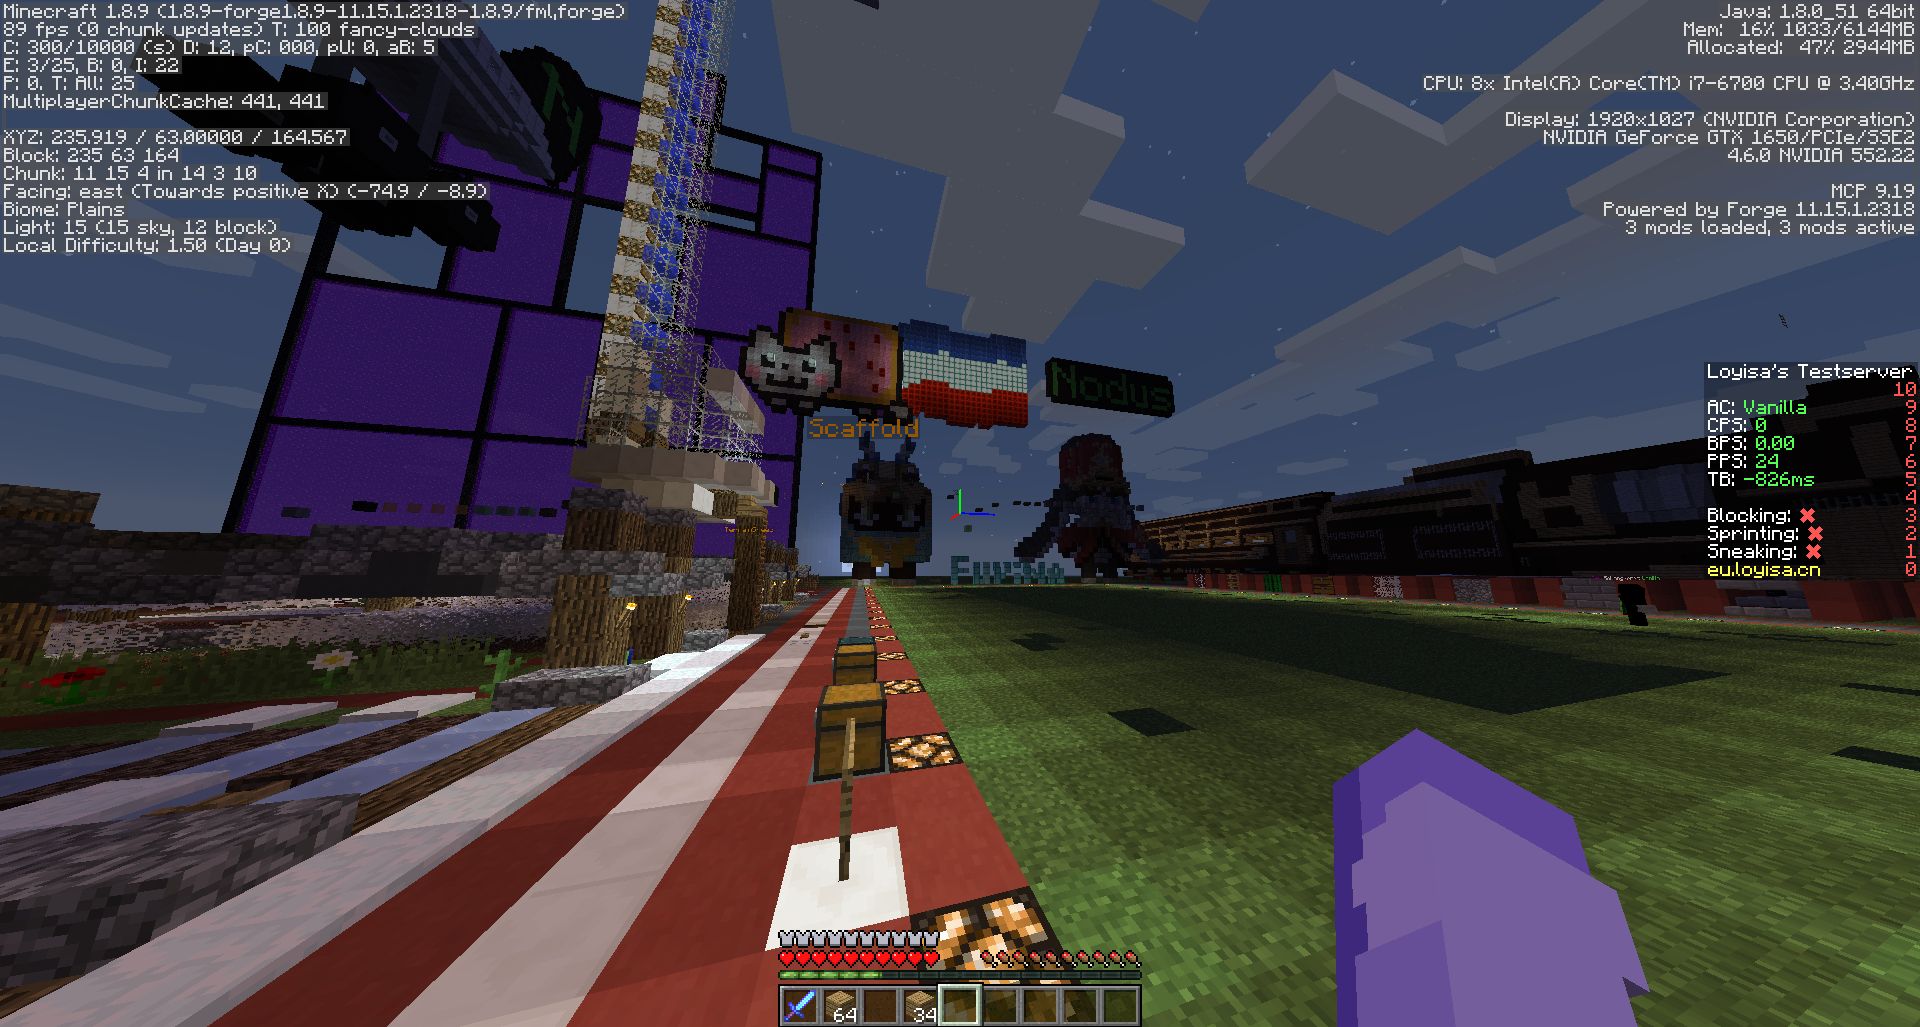 Minecraft 1.8.9 (1.8.9-forge1.8.9-11.15.1.2318-1.8.9/fml,forge)
89 fps (0 chunk updates) T: 100 fancy-clouds
C: 300/10000 (s) D: 12, pC: 000, pU: 0, aB: 5
E: 3/25, B: 0, I: 22
P: 0. T: All: 25
MultiplayerChunkCache: 441, 441
XYZ: 235.919 / 63.00000 / 164.567
Block: 235 63 164
Chunk: 11 15 4 in 14 3 10
Facing: east (Towards positive X) (-74.9 / -8.9)
Biome: Plains
Light: 15 (15 sky, 12 block)
Local Difficulty: 1.50 (Day 0)
Java: 1.8.0_51 64bit
Mem: 16% 1033/6144MB
Allocated: 47% 2944MB
CPU: 8x Intel(R) Core(TM) i7-6700 CPU @ 3.40GHz
Display: 1920x1027 (NVIDIA Corporation)
NVIDIA GeForce GTX 1650/PCIe/SSE2
4.6.0 NVIDIA 552.22
MCP 9.19
Powered by Forge 11.15.1.2318
3 mods loaded, 3 mods active
Nodus
Scaffold
Loyisa's Testserver
10
AC: Vanilla 9
CPS: 0 8
BPS: 0.00 7
PPS: 24 6
TB: -826ms 5
4
Blocking: ✖ 3
Sprinting: ✖ 2
Sneaking: ✖ 1
eu.loyisa.cn 0
64
34